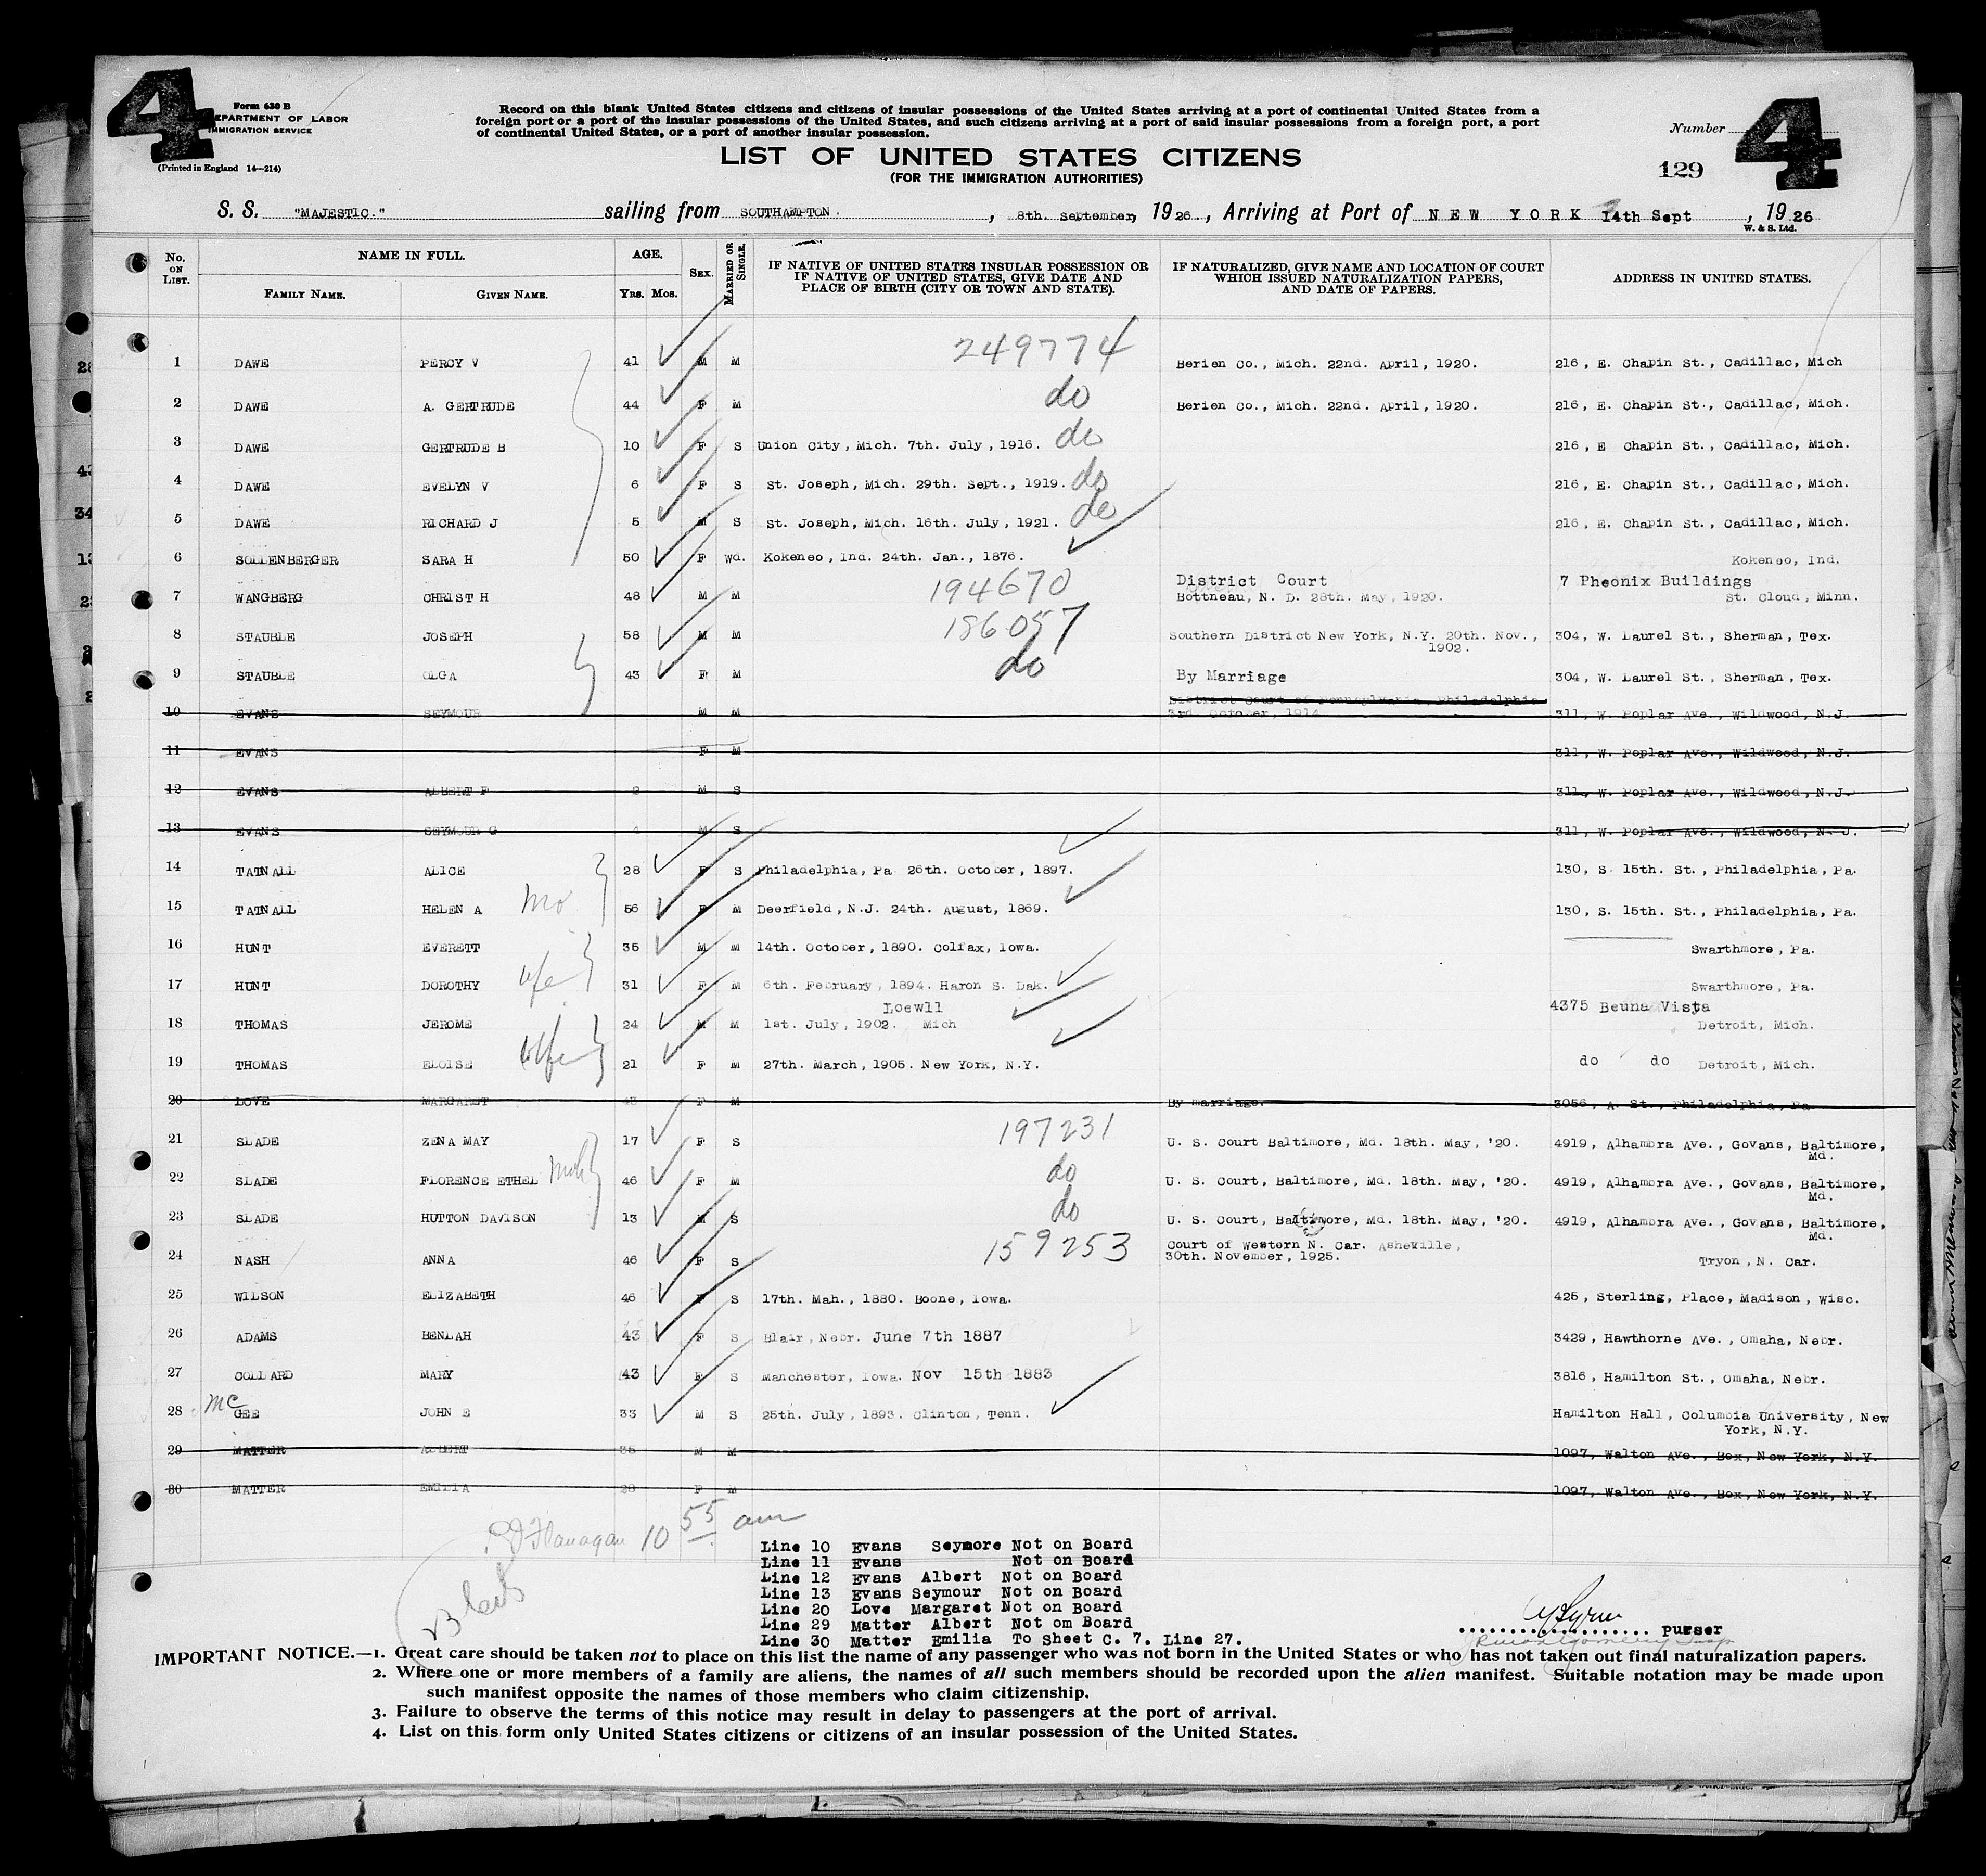 4
Form 630 B
DEPARTMENT OF LABOR
IMMIGRATION SERVICE
(Printed in England 14—214)
Record on this blank United States citizens and citizens of insular possessions of the United States arriving at a port of continental United States from a
foreign port or a port of the insular possessions of the United States, and such citizens arriving at a port of said insular possessions from a foreign port, a port
of continental United States, or a port of another insular possession.
LIST OF UNITED STATES CITIZENS
(FOR THE IMMIGRATION AUTHORITIES)
Number
4
129
S. S. "MAJESTIC." sailing from SOUTHAMPTON. , 8th. September, 1926. , Arriving at Port of NEW YORK 14th Sept , 1926
W. & S. Ltd.
No. ON LIST. NAME IN FULL. FAMILY NAME. GIVEN NAME. AGE. YRS. MOS. SEX. MARRIED OR SINGLE. IF NATIVE OF UNITED STATES INSULAR POSSESSION OR IF NATIVE OF UNITED STATES, GIVE DATE AND PLACE OF BIRTH (CITY OR TOWN AND STATE). IF NATURALIZED, GIVE NAME AND LOCATION OF COURT WHICH ISSUED NATURALIZATION PAPERS, AND DATE OF PAPERS. ADDRESS IN UNITED STATES.
1 DAWE PERCY V 41 M M 249774 Berien Co., Mich. 22nd. April, 1920. 216, E. Chapin St., Cadillac, Mich
2 DAWE A. GERTRUDE 44 F M do Berien Co., Mich. 22nd. April, 1920. 216, E. Chapin St., Cadillac, Mich.
3 DAWE GERTRUDE B 10 F S Union City, Mich. 7th. July, 1916. do 216, E Chapin St., Cadillac, Mich.
4 DAWE EVELYN V 6 F S St. Joseph, Mich. 29th. Sept., 1919. do 216, E. Chapin St., Cadillac, Mich.
5 DAWE RICHARD J 5 M S St. Joseph, Mich. 16th. July, 1921. do 216, E. Chapin St., Cadillac, Mich.
6 SOLLENBERGER SARA H 50 F Wd. Kokeneo, Ind. 24th. Jan., 1876. Kokeneo, Ind.
District Court 7 Pheonix Buildings
7 WANGBERG CHRIST H 48 M M 194670 Bottneau, N. D. 28th. May, 1920. St. Cloud, Minn.
8 STAUBLE JOSEPH 58 M M 186057 Southern District New York, N.Y. 20th. Nov., 1902. 304, W. Laurel St., Sherman, Tex.
9 STAUBLE OLGA 43 F M do By Marriage 304, W. Laurel St., Sherman, Tex.
District Court of Pennsylvania, Philadelphia
10 EVANS SEYMOUR M M 3rd October, 1914 311, W. Poplar Ave., Wildwood, N.J.
11 EVANS F M 311, W. Poplar Ave., Wildwood, N.J.
12 EVANS ALBERT F 2 M S 311, W. Poplar Ave., Wildwood, N.J.
13 EVANS SEYMOUR G 4 M S 311, W. Poplar Ave., Wildwood, N. J.
14 TATNALL ALICE 28 F S Philadelphia, Pa 26th. October, 1897. 130, S. 15th. St., Philadelphia, Pa.
15 TATNALL HELEN A Mo 56 F M Deerfield, N.J. 24th. August, 1869. 130, S. 15th. St., Philadelphia, Pa.
16 HUNT EVERETT 35 M M 14th. October, 1890. Colfax, Iowa. Swarthmore, Pa.
17 HUNT DOROTHY wfe 31 F M 6th. February, 1894. Haron S. Dak. Swarthmore, Pa.
Loewll 4375 Beuna Vista
18 THOMAS JEROME 24 M M 1st. July, 1902. Mich Detroit, Mich.
19 THOMAS ELOISE Wfe 21 F M 27th. March, 1905. New York, N.Y. do do Detroit, Mich.
20 LOVE MARGARET 43 F M By marriage. 3056, A. St., Philadelphia, Pa
21 SLADE ZENA MAY 17 F S 197231 U. S. Court Baltimore, Md. 18th. May, '20. 4919, Alhambra Ave., Govans, Baltimore, Md.
22 SLADE FLORENCE ETHEL Moth 46 F M do U. S. Court, Baltimore, Md. 18th. May, '20. 4919, Alhambra Ave., Govans, Baltimore, Md.
23 SLADE HUTTON DAVISON 13 M S do U. S. Court, Baltimore, Md. 18th. May, '20. 4919, Alhambra Ave., Govans, Baltimore, Md.
24 NASH ANNA 46 F S 159253 Court of Western N. Car. Asheville, 30th. November, 1925. Tryon, N. Car.
25 WILSON ELIZABETH 46 F S 17th. Mah., 1880. Boone, Iowa. 425, Sterling, Place, Madison, Wisc.
26 ADAMS BENLAH 43 F S Blair, Nebr. June 7th 1887 3429, Hawthorne Ave., Omaha, Nebr.
27 COLLARD MARY 43 F S Manchester, Iowa. Nov 15th 1883 3816, Hamilton St., Omaha, Nebr.
28 Mc GEE JOHN E 33 M S 25th. July, 1893. Clinton, Tenn. Hamilton Hall, Columbia University, New York, N.Y.
29 MATTER ALBERT 36 M M 1097, Walton Ave., Box, New York, N.Y.
30 MATTER EMILIA 28 F M 1097, Walton Ave., Box, New York, N.Y.
Flanagan 10 55 am
Line 10 Evans Seymore Not on Board
Line 11 Evans Not on Board
Line 12 Evans Albert Not on Board
Line 13 Evans Seymour Not on Board
Line 20 Love Margaret Not on Board
Line 29 Matter Albert Not om Board
Line 30 Matter Emilia To Sheet C. 7. Line 27.
purser
IMPORTANT NOTICE.—1. Great care should be taken not to place on this list the name of any passenger who was not born in the United States or who has not taken out final naturalization papers.
2. Where one or more members of a family are aliens, the names of all such members should be recorded upon the alien manifest. Suitable notation may be made upon
such manifest opposite the names of those members who claim citizenship.
3. Failure to observe the terms of this notice may result in delay to passengers at the port of arrival.
4. List on this form only United States citizens or citizens of an insular possession of the United States.